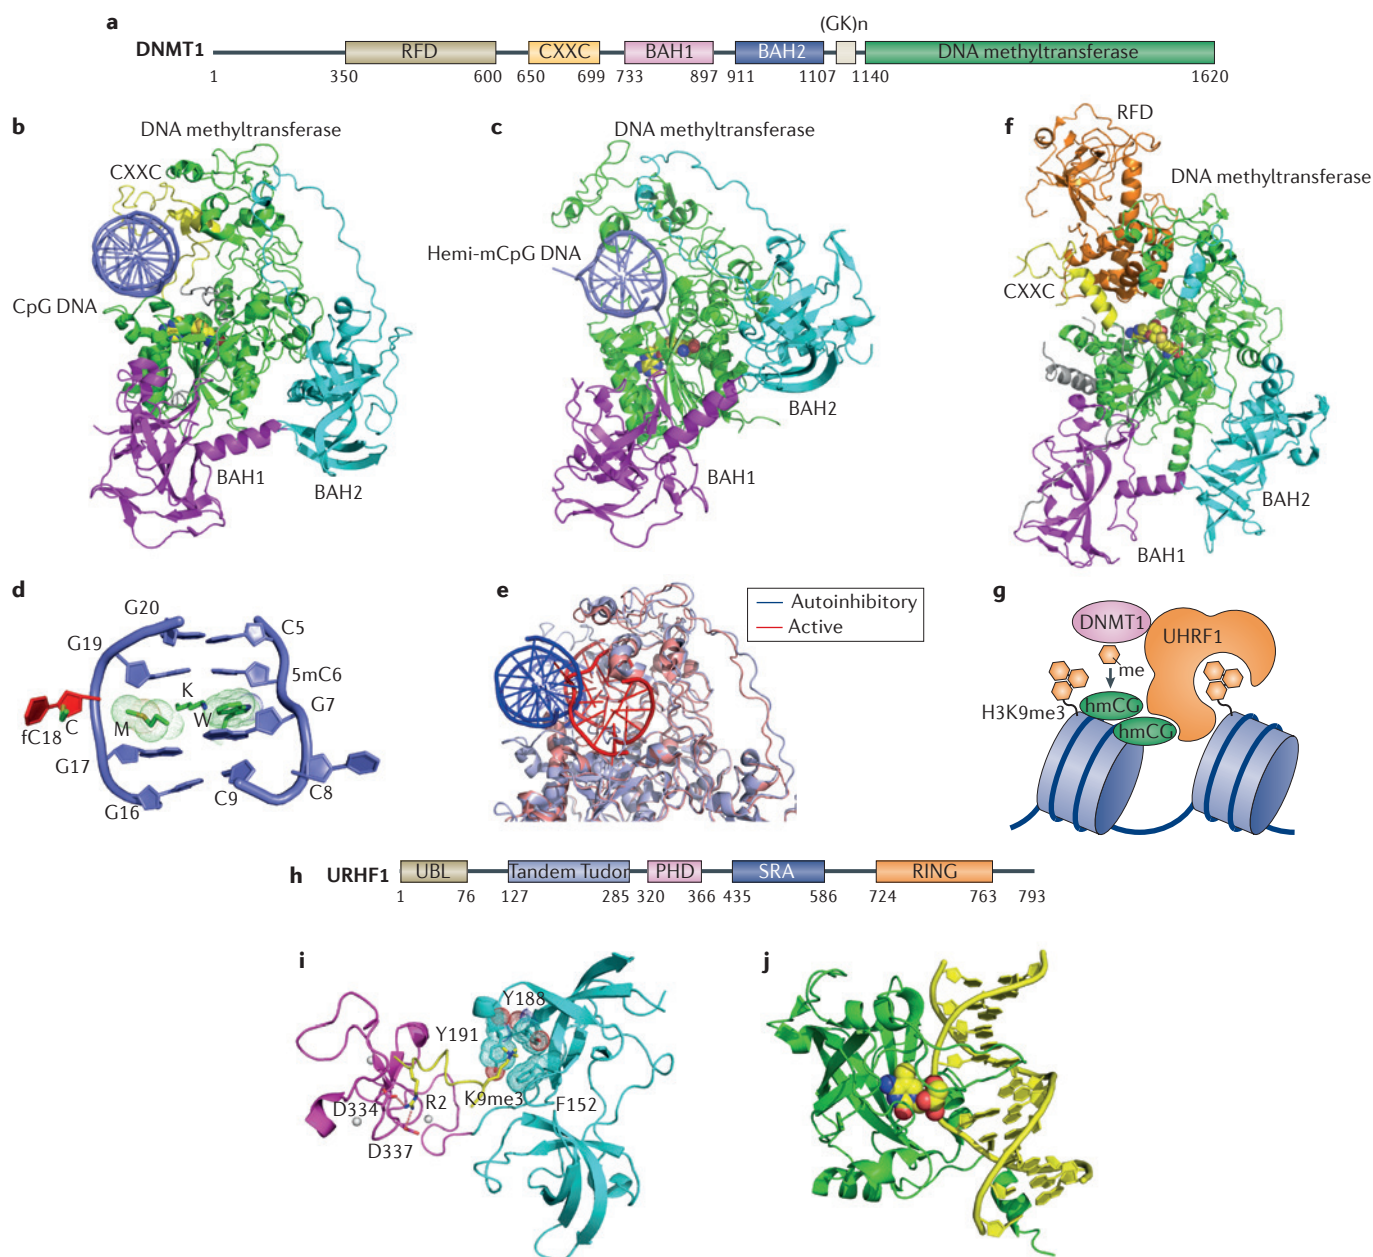 a
(GK)n
DNMT1
RFD
CXXC
BAH1
BAH2
DNA methyltransferase
1
350
600
650
699
733
897
911
1107
1140
1620
b
DNA methyltransferase
CXXC
CpG DNA
BAH1
BAH2
c
DNA methyltransferase
Hemi-mCpG DNA
BAH2
BAH1
f
RFD
DNA methyltransferase
CXXC
BAH2
BAH1
d
G20
C5
G19
5mC6
K
G7
C
M
W
fC18
G17
C8
G16
C9
e
Autoinhibitory
Active
g
DNMT1
UHRF1
me
H3K9me3
hmCG
hmCG
h
URHF1
UBL
Tandem Tudor
PHD
SRA
RING
1
76
127
285
320
366
435
586
724
763
793
i
Y188
Y191
D334
R2
K9me3
F152
D337
j